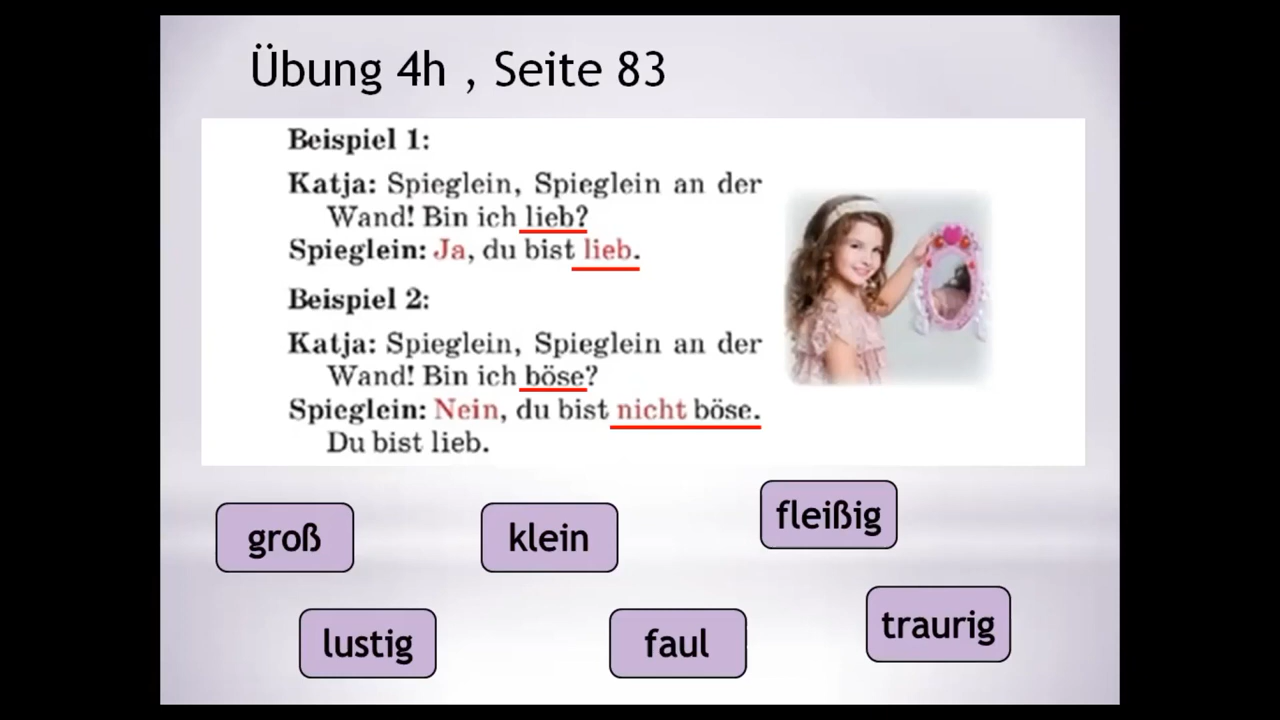 Übung 4h , Seite 83
Beispiel 1:
Katja: Spieglein, Spieglein an der
Wand! Bin ich lieb?
Spieglein: Ja, du bist lieb.
Beispiel 2:
Katja: Spieglein, Spieglein an der
Wand! Bin ich böse?
Spieglein: Nein, du bist nicht böse.
Du bist lieb.
groß
klein
fleißig
lustig
faul
traurig